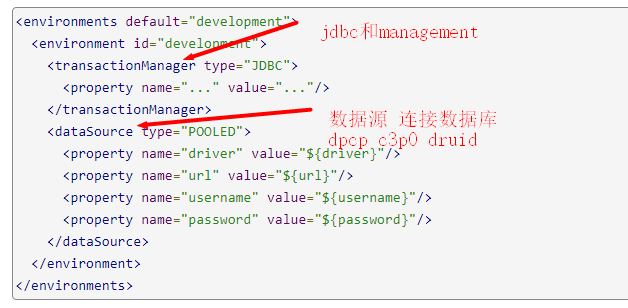 <environments default="development">
<environment id="development">
jdbc和management
<transactionManager type="JDBC">
<property name="..." value="..."/>
</transactionManager>
数据源 连接数据库
<dataSource type="POOLED">
dpcp c3p0 druid
<property name="driver" value="${driver}"/>
<property name="url" value="${url}"/>
<property name="username" value="${username}"/>
<property name="password" value="${password}"/>
</dataSource>
</environment>
</environments>